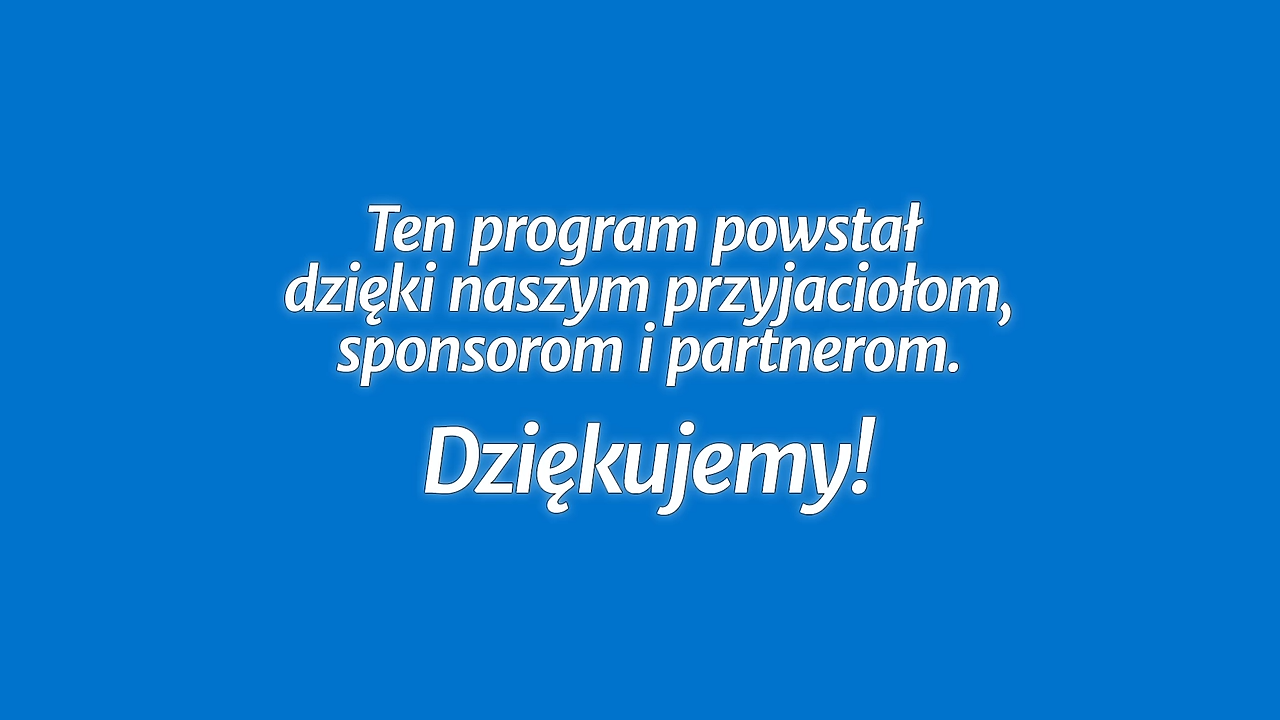 Ten program powstał
dzięki naszym przyjaciołom,
sponsorom i partnerom.
Dziękujemy!